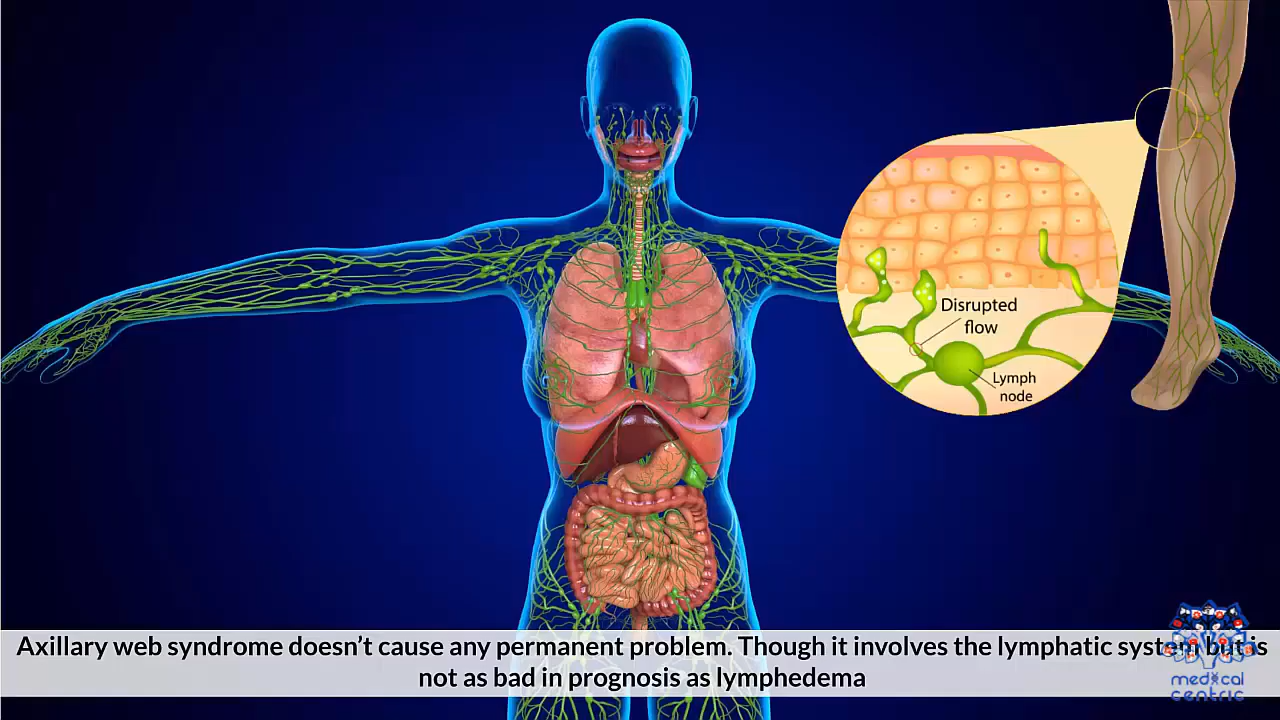 Disrupted
flow
Lymph
node
Axillary web syndrome doesn't cause any permanent problem. Though it involves the lymphatic system but is
not as bad in prognosis as lymphedema
medical
centric